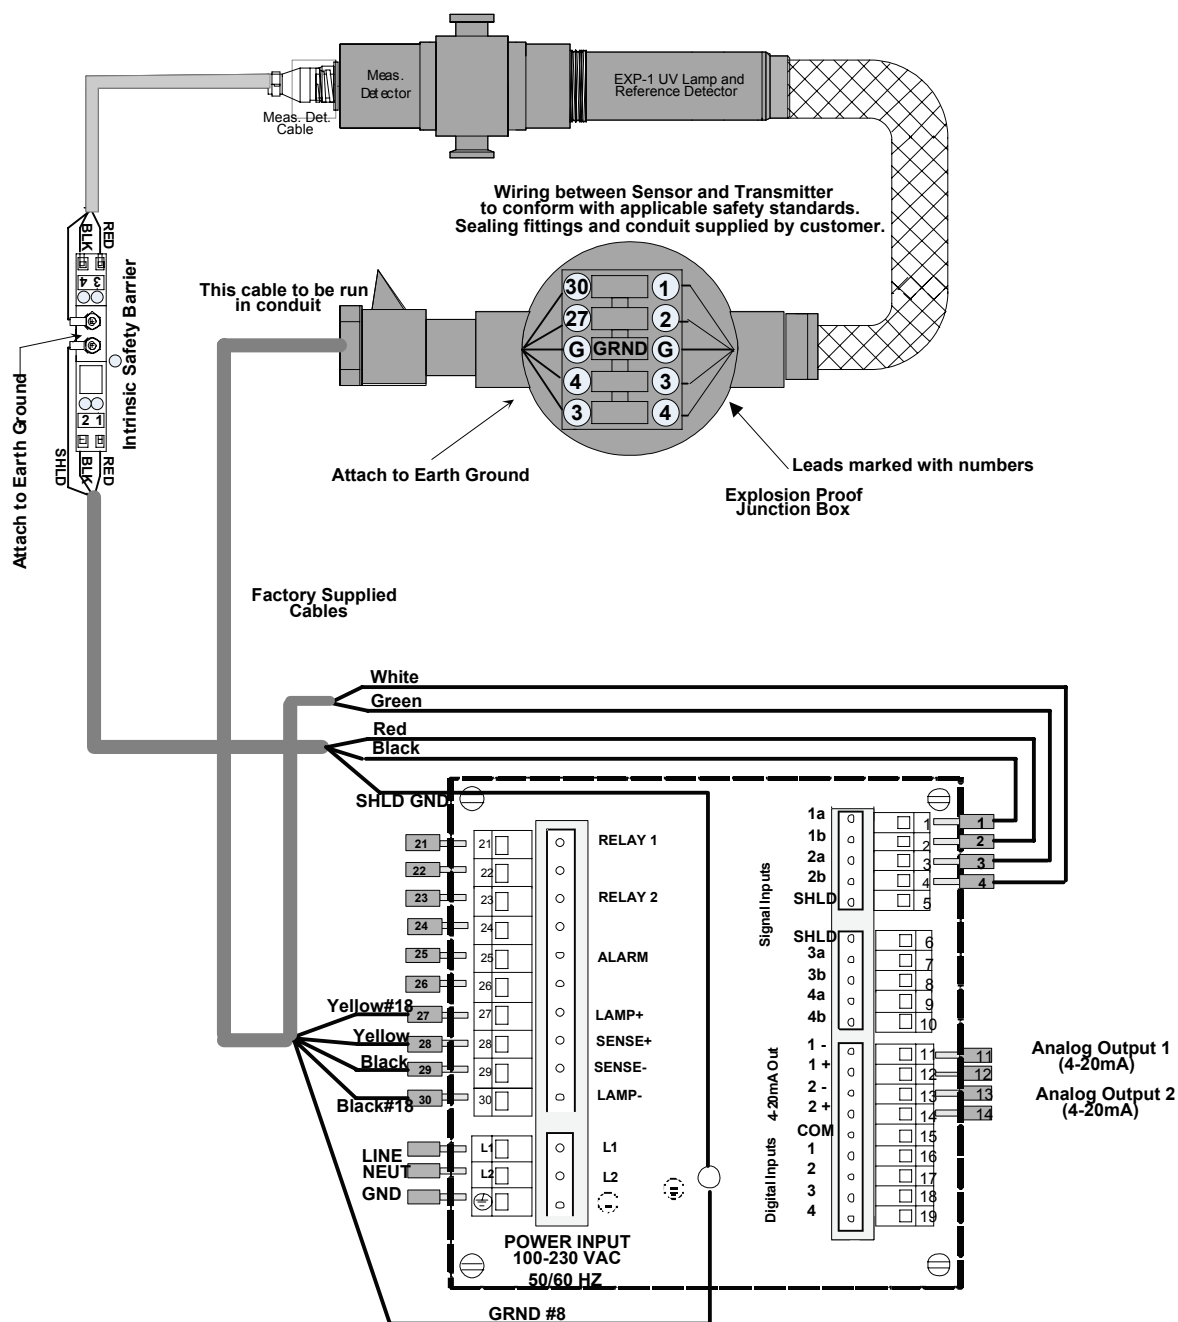 Meas.
Detector
EXP-1 UV Lamp and
Reference Detector
Meas. Det.
Cable
Wiring between Sensor and Transmitter
to conform with applicable safety standards.
Sealing fittings and conduit supplied by customer.
RED
BLK
4 3
Intrinsic Safety Barrier
2 1
SHLD
BLK
RED
Attach to Earth Ground
This cable to be run
in conduit
30
1
27
2
G
GRND
G
4
3
3
4
Attach to Earth Ground
Leads marked with numbers
Explosion Proof
Junction Box
Factory Supplied
Cables
White
Green
Red
Black
SHLD GND
21
21
RELAY 1
22
22
23
23
RELAY 2
24
24
25
25
ALARM
26
26
Yellow#18
27
27
LAMP+
Yellow
28
28
SENSE+
Black
29
29
SENSE-
Black#18
30
30
LAMP-
LINE
L1
L1
NEUT
L2
L2
GND
POWER INPUT
100-230 VAC
50/60 HZ
GRND #8
Signal Inputs
1a
1
1
1b
2
2
2a
3
3
2b
4
4
SHLD
5
SHLD
6
3a
7
3b
8
4a
9
4b
10
4-20mA Out
1 -
11
11
1 +
12
12
2 -
13
13
2 +
14
14
Analog Output 1
(4-20mA)
Analog Output 2
(4-20mA)
Digital Inputs
COM
15
1
16
2
17
3
18
4
19